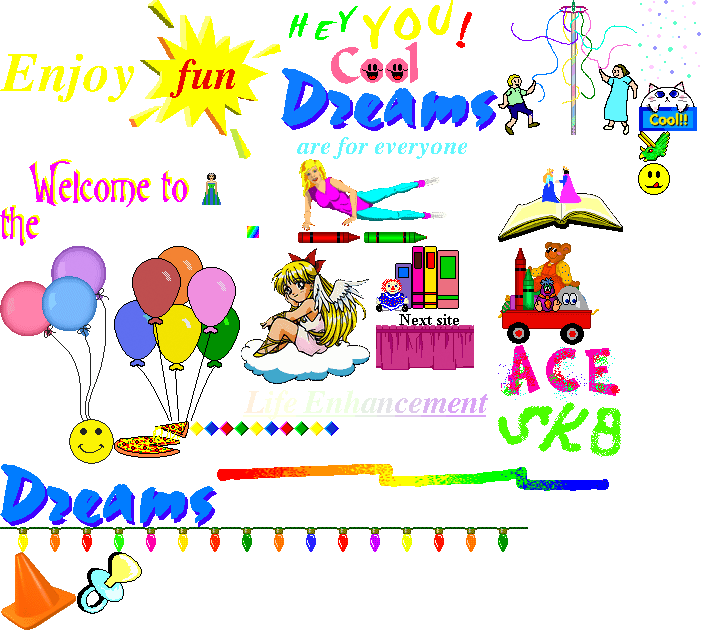 Enjoy fun
HEY YOU!
Cool
Dreams
are for everyone
Cool!!
Welcome to
the
Next site
Life Enhancement
ACE
SK8
Dreams